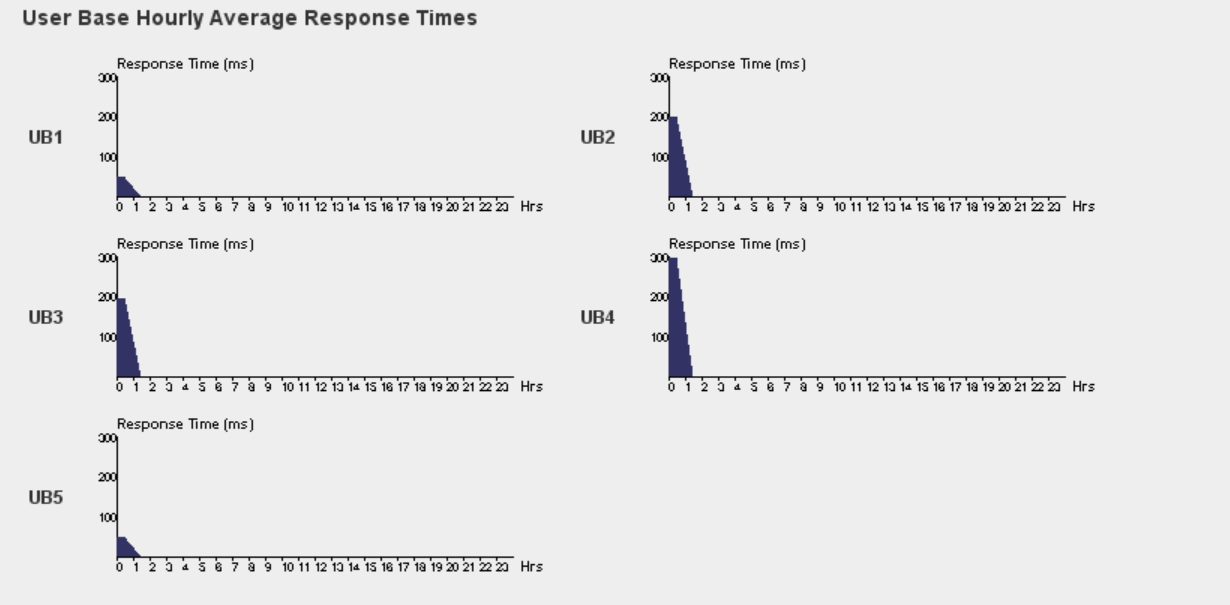 User Base Hourly Average Response Times
UB1
Response Time (ms)
300
200
100
0 1 2 3 4 5 6 7 8 9 10 11 12 13 14 15 16 17 18 19 20 21 22 23 Hrs
UB2
Response Time (ms)
300
200
100
0 1 2 3 4 5 6 7 8 9 10 11 12 13 14 15 16 17 18 19 20 21 22 23 Hrs
UB3
Response Time (ms)
300
200
100
0 1 2 3 4 5 6 7 8 9 10 11 12 13 14 15 16 17 18 19 20 21 22 23 Hrs
UB4
Response Time (ms)
300
200
100
0 1 2 3 4 5 6 7 8 9 10 11 12 13 14 15 16 17 18 19 20 21 22 23 Hrs
UB5
Response Time (ms)
300
200
100
0 1 2 3 4 5 6 7 8 9 10 11 12 13 14 15 16 17 18 19 20 21 22 23 Hrs